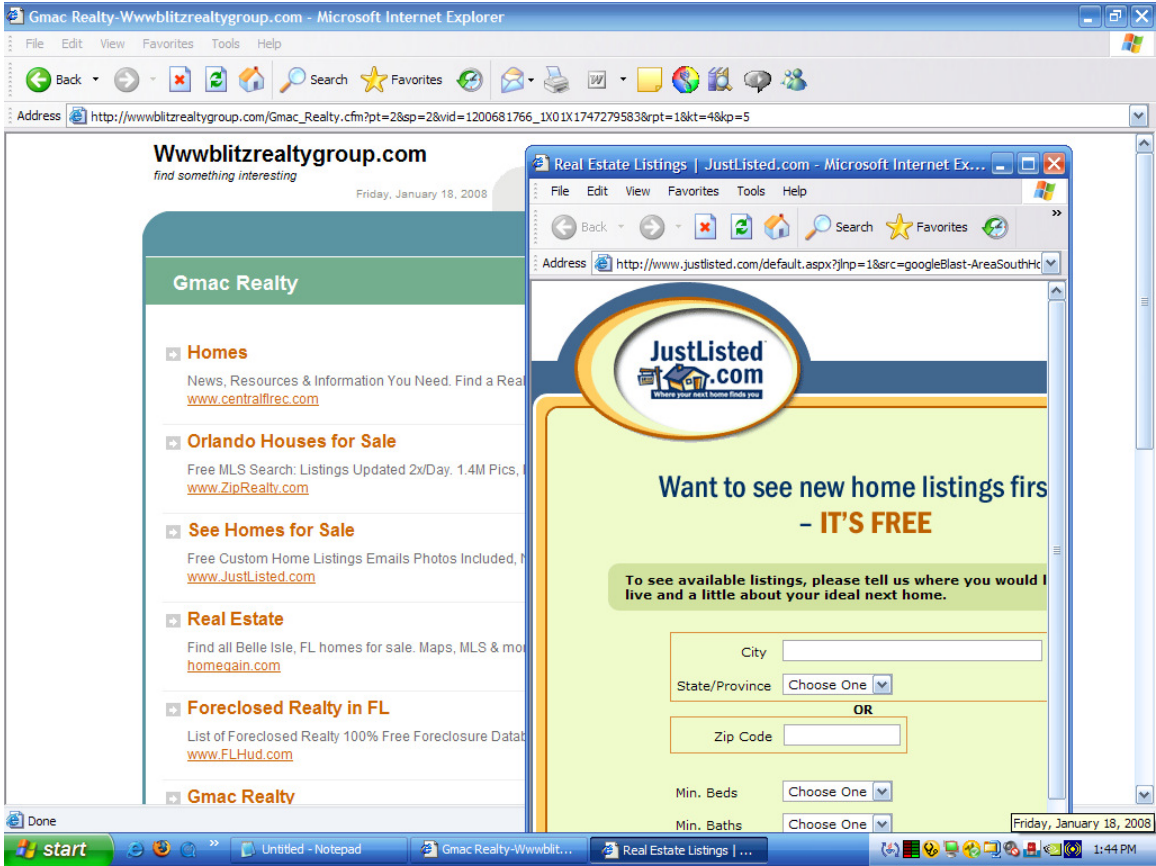 Gmac Realty-Wwwblitzrealtygroup.com - Microsoft Internet Explorer
File Edit View Favorites Tools Help
Back Search Favorites
Address http://wwwblitzrealtygroup.com/Gmac_Realty.cfm?pt=2&sp=2&vid=1200681766_1X01X1747279583&rpt=1&kt=4&kp=5
Wwwblitzrealtygroup.com
find something interesting
Friday, January 18, 2008
Gmac Realty
Homes
News, Resources & Information You Need. Find a Real
www.centralflrec.com
Orlando Houses for Sale
Free MLS Search: Listings Updated 2x/Day. 1.4M Pics,
www.ZipRealty.com
See Homes for Sale
Free Custom Home Listings Emails Photos Included,
www.JustListed.com
Real Estate
Find all Belle Isle, FL homes for sale. Maps, MLS & mo
homegain.com
Foreclosed Realty in FL
List of Foreclosed Realty 100% Free Foreclosure Datab
www.FLHud.com
Gmac Realty
Real Estate Listings | JustListed.com - Microsoft Internet Ex...
File Edit View Favorites Tools Help
Back Search Favorites »
Address http://www.justlisted.com/default.aspx?jlnp=1&src=googleBlast-AreaSouthHo
JustListed
.com
Where your next home finds you
Want to see new home listings firs
– IT'S FREE
To see available listings, please tell us where you would l
live and a little about your ideal next home.
City
State/Province Choose One
OR
Zip Code
Min. Beds Choose One
Min. Baths Choose One
Done
Friday, January 18, 2008
start » Untitled - Notepad Gmac Realty-Wwwblit... Real Estate Listings | ... 1:44 PM